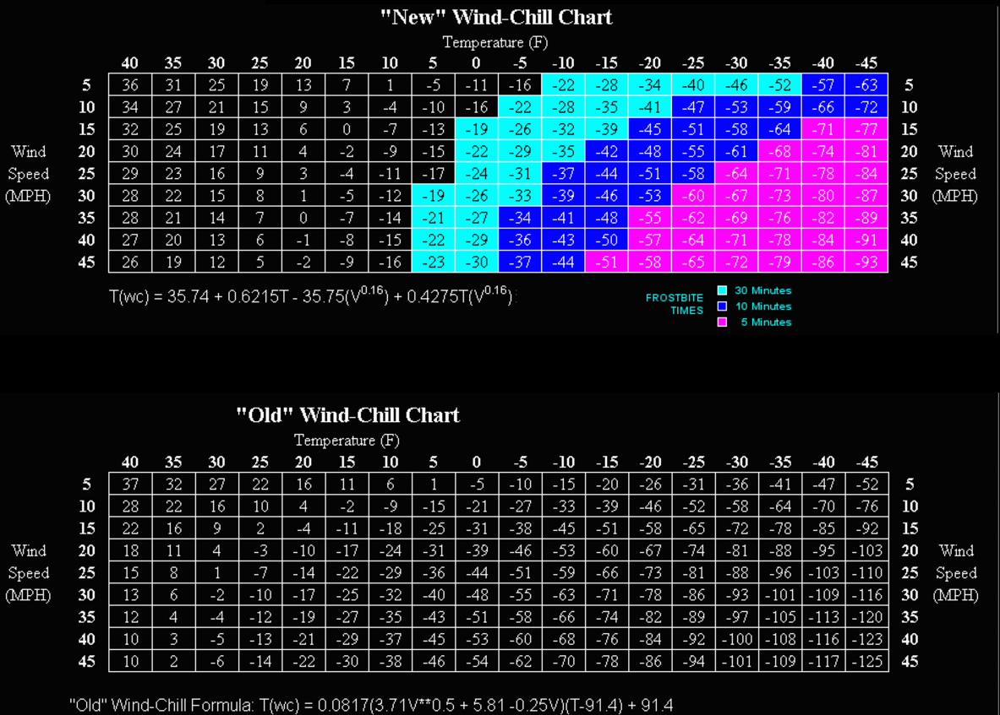 "New" Wind-Chill Chart
Temperature (F)
40 35 30 25 20 15 10 5 0 -5 -10 -15 -20 -25 -30 -35 -40 -45
5 36 31 25 19 13 7 1 -5 -11 -16 -22 -28 -34 -40 -46 -52 -57 -63 5
10 34 27 21 15 9 3 -4 -10 -16 -22 -28 -35 -41 -47 -53 -59 -66 -72 10
15 32 25 19 13 6 0 -7 -13 -19 -26 -32 -39 -45 -51 -58 -64 -71 -77 15
Wind 20 30 24 17 11 4 -2 -9 -15 -22 -29 -35 -42 -48 -55 -61 -68 -74 -81 20 Wind
Speed 25 29 23 16 9 3 -4 -11 -17 -24 -31 -37 -44 -51 -58 -64 -71 -78 -84 25 Speed
(MPH) 30 28 22 15 8 1 -5 -12 -19 -26 -33 -39 -46 -53 -60 -67 -73 -80 -87 30 (MPH)
35 28 21 14 7 0 -7 -14 -21 -27 -34 -41 -48 -55 -62 -69 -76 -82 -89 35
40 27 20 13 6 -1 -8 -15 -22 -29 -36 -43 -50 -57 -64 -71 -78 -84 -91 40
45 26 19 12 5 -2 -9 -16 -23 -30 -37 -44 -51 -58 -65 -72 -79 -86 -93 45
T(wc) = 35.74 + 0.6215T - 35.75(V^0.16) + 0.4275T(V^0.16)
FROSTBITE TIMES
30 Minutes
10 Minutes
5 Minutes
"Old" Wind-Chill Chart
Temperature (F)
40 35 30 25 20 15 10 5 0 -5 -10 -15 -20 -25 -30 -35 -40 -45
5 37 32 27 22 16 11 6 1 -5 -10 -15 -20 -26 -31 -36 -41 -47 -52 5
10 28 22 16 10 4 -2 -9 -15 -21 -27 -33 -39 -46 -52 -58 -64 -70 -76 10
15 22 16 9 2 -4 -11 -18 -25 -31 -38 -45 -51 -58 -65 -72 -78 -85 -92 15
Wind 20 18 11 4 -3 -10 -17 -24 -31 -39 -46 -53 -60 -67 -74 -81 -88 -95 -103 20 Wind
Speed 25 15 8 1 -7 -14 -22 -29 -36 -44 -51 -59 -66 -73 -81 -88 -96 -103 -110 25 Speed
(MPH) 30 13 6 -2 -10 -17 -25 -32 -40 -48 -55 -63 -71 -78 -86 -93 -101 -109 -116 30 (MPH)
35 12 4 -4 -12 -19 -27 -35 -43 -51 -58 -66 -74 -82 -89 -97 -105 -113 -120 35
40 10 3 -5 -13 -21 -29 -37 -45 -53 -60 -68 -76 -84 -92 -100 -108 -116 -123 40
45 10 2 -6 -14 -22 -30 -38 -46 -54 -62 -70 -78 -86 -94 -101 -109 -117 -125 45
"Old" Wind-Chill Formula: T(wc) = 0.0817(3.71V**0.5 + 5.81 -0.25V)(T-91.4) + 91.4